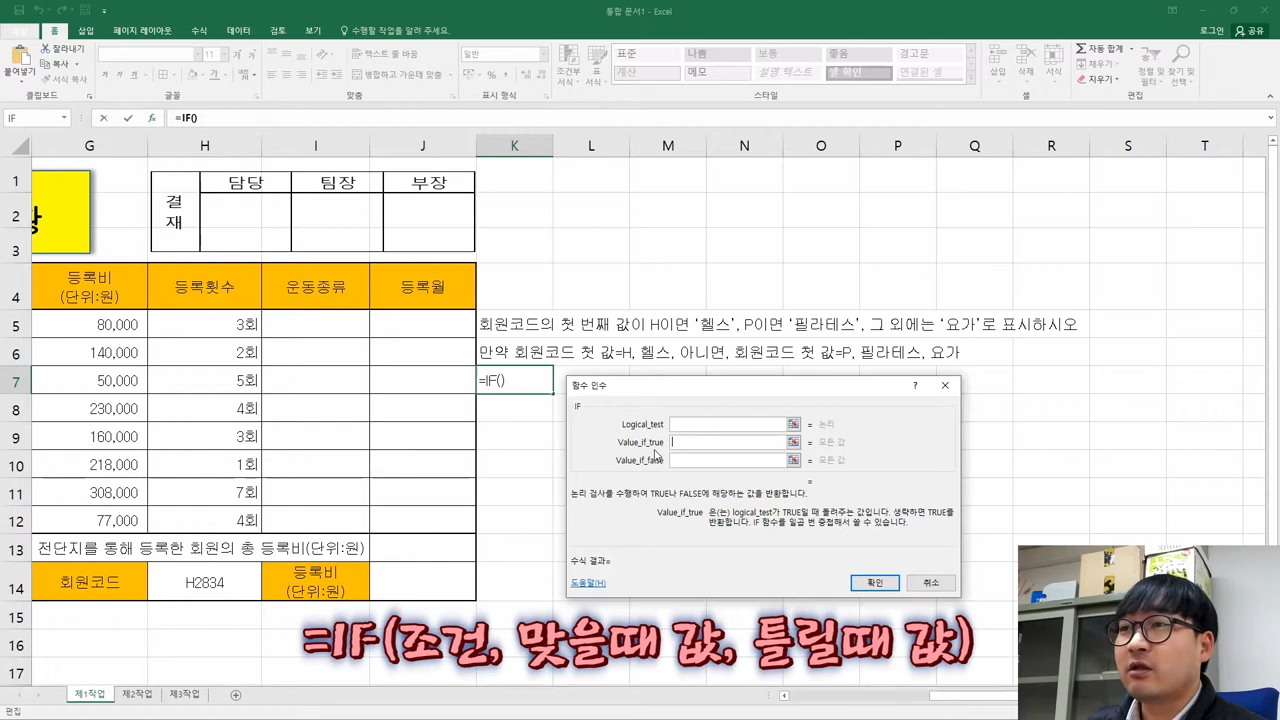 통합 문서1 - Excel
홈 삽입 페이지 레이아웃 수식 데이터 검토 보기 수행할 작업을 알려 주세요. 로그인 공유
잘라내기
복사
서식 복사
붙여넣기
클립보드
11
가 가
가 가 가
글꼴
텍스트 줄 바꿈
병합하고 가운데 맞춤
맞춤
일반
표시 형식
조건부 서식
표 서식
표준 나쁨 보통 좋음 경고문
계산 메모 설명 텍스트 셀 확인 연결된 셀
스타일
삽입 삭제 서식
셀
자동 합계
채우기
지우기
정렬 및 필터
찾기 및 선택
편집
IF fx =IF()
G H I J K L M N O P Q R S T
1 결재 담당 팀장 부장
2
3
4 등록비 (단위:원) 등록횟수 운동종류 등록월
5 80,000 3회 회원코드의 첫 번째 값이 H이면 ‘헬스’, P이면 ‘필라테스’, 그 외에는 ‘요가’로 표시하시오
6 140,000 2회 만약 회원코드 첫 값=H, 헬스, 아니면, 회원코드 첫 값=P, 필라테스, 요가
7 50,000 5회 =IF()
8 230,000 4회
9 160,000 3회
10 218,000 1회
11 308,000 7회
12 77,000 4회
13 전단지를 통해 등록한 회원의 총 등록비(단위:원)
14 회원코드 H2834 등록비 (단위:원)
15
16
17
함수 인수 ?
IF
Logical_test = 논리
Value_if_true = 모든 값
Value_if_false = 모든 값
=
논리 검사를 수행하여 TRUE나 FALSE에 해당하는 값을 반환합니다.
Value_if_true 은(는) logical_test가 TRUE일 때 돌려주는 값입니다. 생략하면 TRUE를
반환합니다. IF 함수를 일곱 번 중첩해서 쓸 수 있습니다.
수식 결과=
도움말(H) 확인 취소
=IF(조건, 맞을때 값, 틀릴때 값)
제1작업 제2작업 제3작업
편집